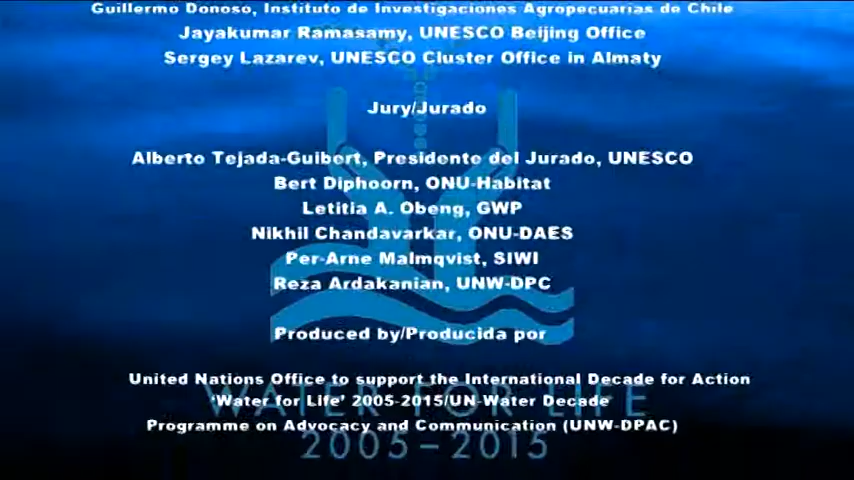 Guillermo Donoso, Instituto de Investigaciones Agropecuarias de Chile
Jayakumar Ramasamy, UNESCO Beijing Office
Sergey Lazarev, UNESCO Cluster Office in Almaty
Jury/Jurado
Alberto Tejada-Guibert, Presidente del Jurado, UNESCO
Bert Diphoorn, ONU-Habitat
Letitia A. Obeng, GWP
Nikhil Chandavarkar, ONU-DAES
Per-Arne Malmqvist, SIWI
Reza Ardakanian, UNW-DPC
Produced by/Producida por
United Nations Office to support the International Decade for Action
'Water for Life' 2005-2015/UN-Water Decade
Programme on Advocacy and Communication (UNW-DPAC)
WATER FOR LIFE
2005-2015